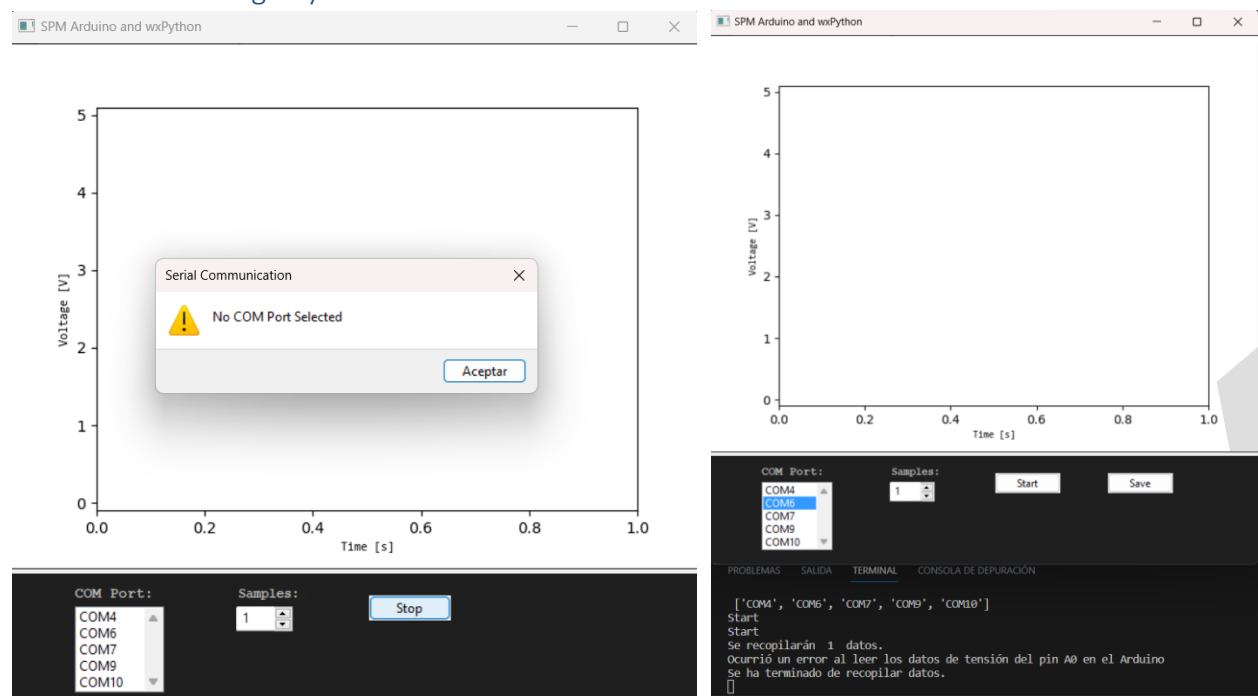 SPM Arduino and wxPython
5
4
3
2
1
0
Voltage [V]
0.0 0.2 0.4 0.6 0.8 1.0
Time [s]
Serial Communication
No COM Port Selected
Aceptar
COM Port:
COM4
COM6
COM7
COM9
COM10
Samples:
1
Stop
SPM Arduino and wxPython
5
4
3
2
1
0
Voltage [V]
0.0 0.2 0.4 0.6 0.8 1.0
Time [s]
COM Port:
COM4
COM6
COM7
COM9
COM10
Samples:
1
Start
Save
PROBLEMAS SALIDA TERMINAL CONSOLA DE DEPURACIÓN
['COM4', 'COM6', 'COM7', 'COM9', 'COM10']
Start
Start
Se recopilarán 1 datos.
Ocurrió un error al leer los datos de tensión del pin A0 en el Arduino
Se ha terminado de recopilar datos.